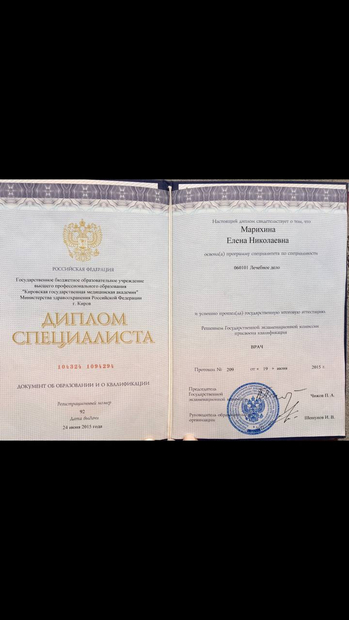 РОССИЙСКАЯ ФЕДЕРАЦИЯ
Государственное бюджетное образовательное учреждение
высшего профессионального образования
"Кировская государственная медицинская академия"
Министерства здравоохранения Российской Федерации
г. Киров
ДИПЛОМ
СПЕЦИАЛИСТА
ДОКУМЕНТ ОБ ОБРАЗОВАНИИ И О КВАЛИФИКАЦИИ
Регистрационный номер
92
Дата выдачи
24 июня 2015 года
Настоящий диплом свидетельствует о том, что
Марихина
Елена Николаевна
освоил(а) программу специалитета по специальности
060101 Лечебное дело
и успешно прошел(а) государственную итоговую аттестацию
Решением Государственной экзаменационной комиссии
присвоена квалификация
ВРАЧ
Протокол № от « 19 » июня 2015 г.
Председатель
Государственной
экзаменационной
Руководитель
организации